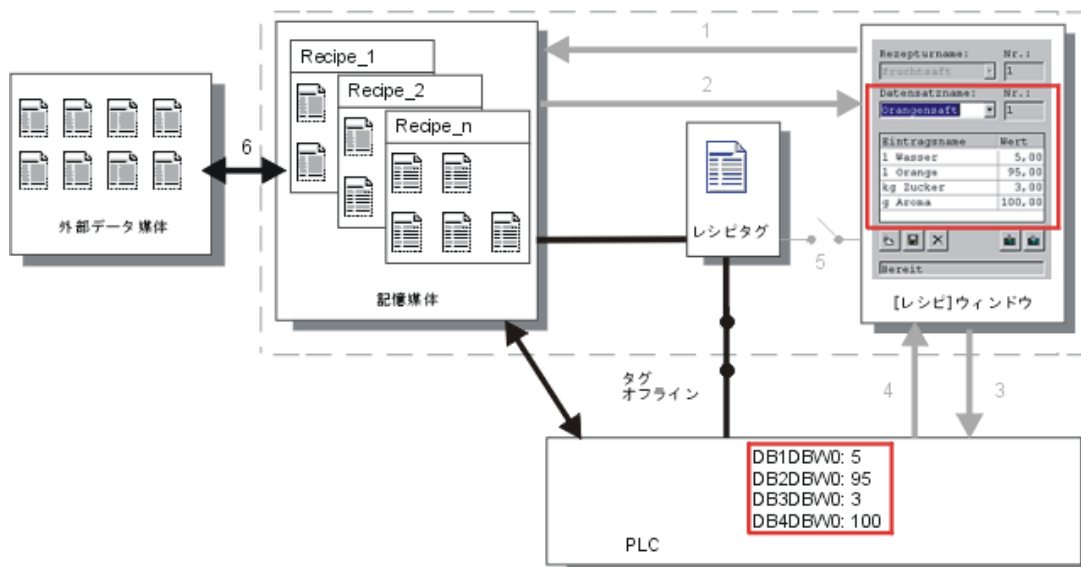 1
Recipe_1
Rezepturname: Nr.:
Fruchtsaft 1
2
Recipe_2
Datensatzname: Nr.:
Orangensaft 1
Recipe_n
6
Eintragsname Wert
l Wasser 5,00
l Orange 95,00
kg Zucker 3,00
g Aroma 100,00
外部データ媒体
レシピタグ
5
Bereit
記憶媒体
[レシピ]ウィンドウ
タグ
オフライン
4
3
DB1DBW0: 5
DB2DBW0: 95
DB3DBW0: 3
DB4DBW0: 100
PLC